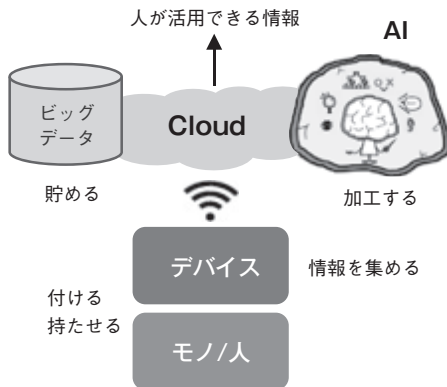 人が活用できる情報
AI
ビッグ
データ
Cloud
貯める
加工する
デバイス
情報を集める
付ける
持たせる
モノ/人